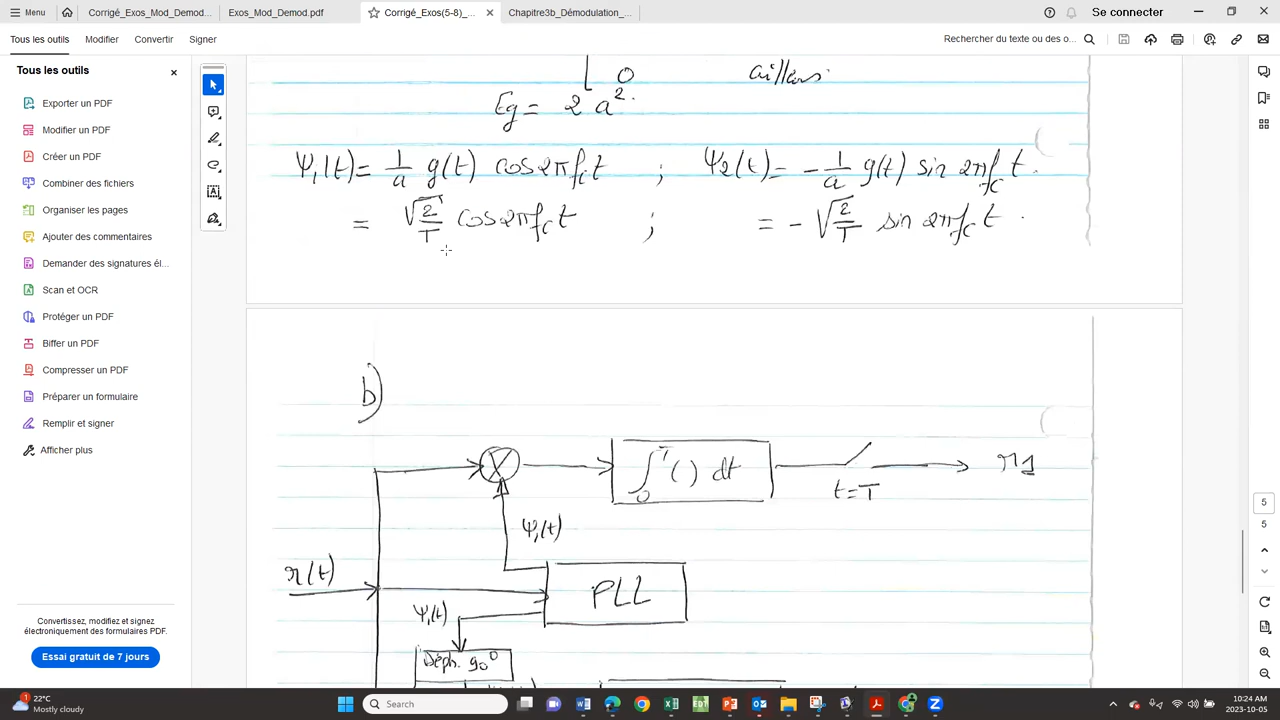 Menu
Corrigé_Exos_Mod_Demod...
Exos_Mod_Demod.pdf
Corrigé_Exos(5-8)_...
Chapitre3b_Démodulation_...
Se connecter
Tous les outils
Modifier
Convertir
Signer
Rechercher du texte ou des o...
Tous les outils
Exporter un PDF
Modifier un PDF
Créer un PDF
Combiner des fichiers
Organiser les pages
Ajouter des commentaires
Demander des signatures él...
Scan et OCR
Protéger un PDF
Biffer un PDF
Compresser un PDF
Préparer un formulaire
Remplir et signer
Afficher plus
Convertissez, modifiez et signez
électroniquement des formulaires PDF.
Essai gratuit de 7 jours
0 ailleurs.
Eg = 2 a².
Ψ1(t) = 1/a g(t) cos 2πfc t ; Ψ2(t) = - 1/a g(t) sin 2πfc t.
= √(2/T) cos 2πfc t ; = - √(2/T) sin 2πfc t.
b)
∫0^T ( ) dt
t=T
r1
Ψ1(t)
r(t)
PLL
Ψ1(t)
Déph. 90°
5
5
22°C
Mostly cloudy
Search
10:24 AM
2023-10-05